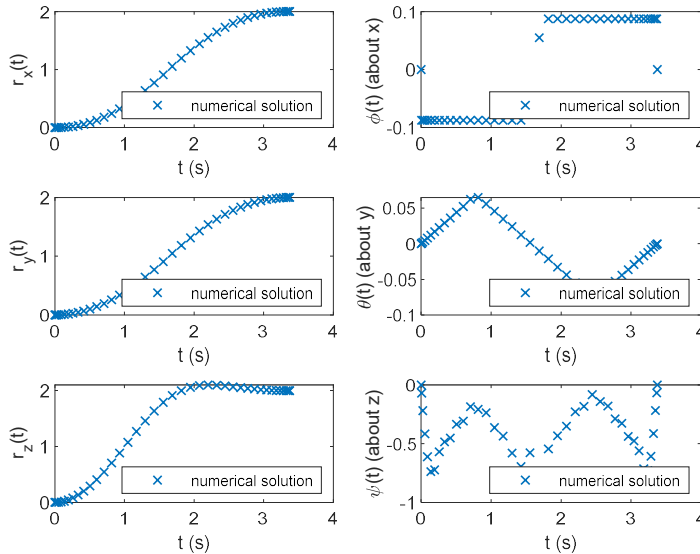 r_x(t)
2
1
0
numerical solution
0 1 2 3 4
t (s)
ϕ(t) (about x)
0.1
0
-0.1
numerical solution
0 1 2 3 4
t (s)
r_y(t)
2
1
0
numerical solution
0 1 2 3 4
t (s)
θ(t) (about y)
0.05
0
-0.05
-0.1
numerical solution
0 1 2 3 4
t (s)
r_z(t)
2
1
0
numerical solution
0 1 2 3 4
t (s)
ψ(t) (about z)
0
-0.5
-1
numerical solution
0 1 2 3 4
t (s)